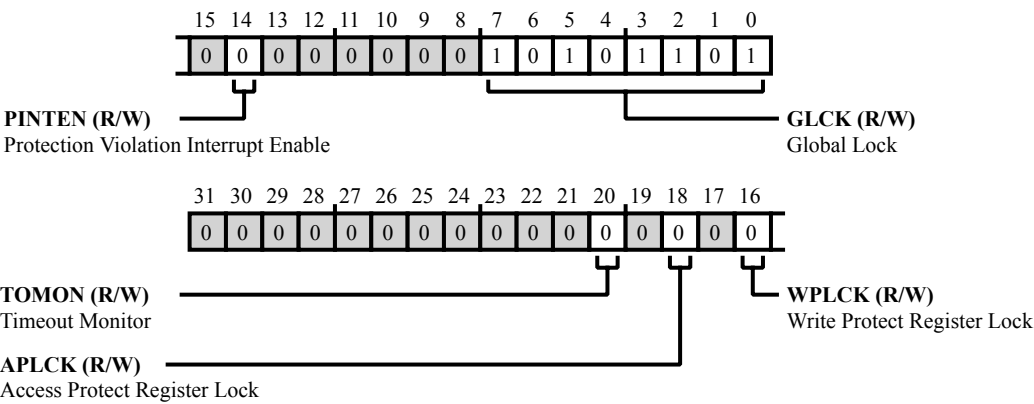 15 14 13 12 11 10 9 8 7 6 5 4 3 2 1 0
0 0 0 0 0 0 0 0 1 0 1 0 1 1 0 1
PINTEN (R/W)
Protection Violation Interrupt Enable
GLCK (R/W)
Global Lock
31 30 29 28 27 26 25 24 23 22 21 20 19 18 17 16
0 0 0 0 0 0 0 0 0 0 0 0 0 0 0 0
TOMON (R/W)
Timeout Monitor
WPLCK (R/W)
Write Protect Register Lock
APLCK (R/W)
Access Protect Register Lock